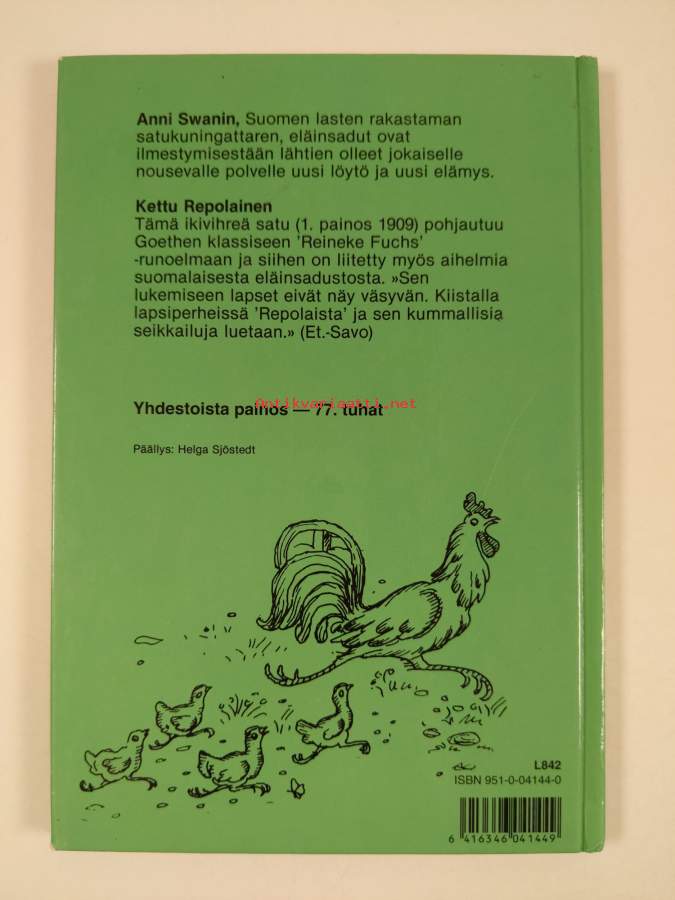 Anni Swanin, Suomen lasten rakastaman
satukuningattaren, eläinsadut ovat
ilmestymisestään lähtien olleet jokaiselle
nousevalle polvelle uusi löytö ja uusi elämys.
Kettu Repolainen
Tämä ikivihreä satu (1. painos 1909) pohjautuu
Goethen klassiseen 'Reineke Fuchs'
-runoelmaan ja siihen on liitetty myös aihelmia
suomalaisesta eläinsadustosta. »Sen
lukemiseen lapset eivät näy väsyvän. Kiistalla
lapsiperheissä 'Repolaista' ja sen kummallisia
seikkailuja luetaan.» (Et.-Savo)
Antikvariaatti.net
Yhdestoista painos — 77. tuhat
Päällys: Helga Sjöstedt
L842
ISBN 951-0-04144-0
6 416346 041449